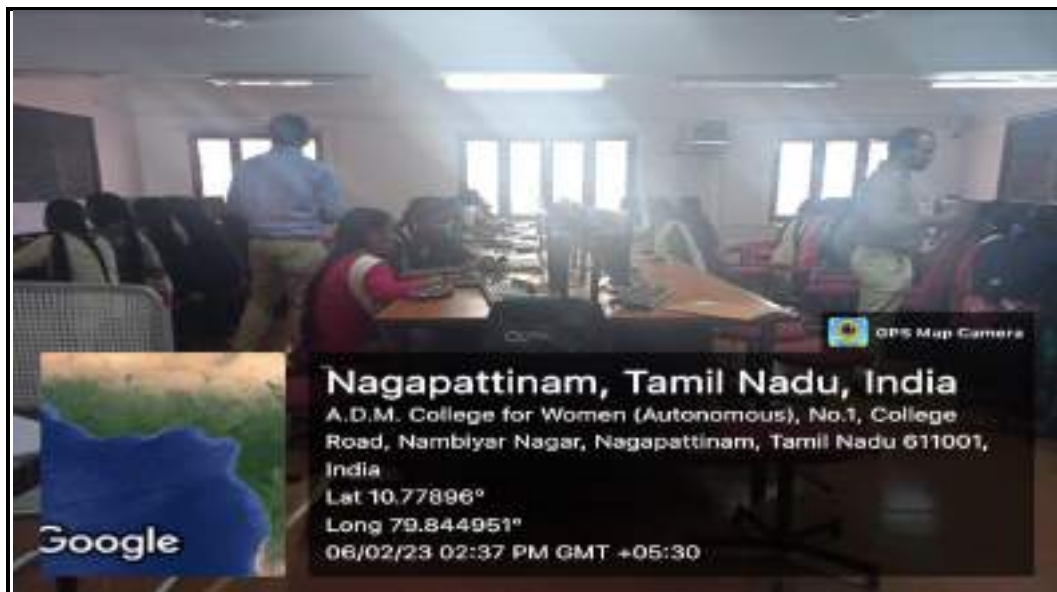 GPS Map Camera
Nagapattinam, Tamil Nadu, India
A.D.M. College for Women (Autonomous), No.1, College
Road, Nambiyar Nagar, Nagapattinam, Tamil Nadu 611001,
India
Lat 10.77896°
Long 79.844951°
06/02/23 02:37 PM GMT +05:30
Google